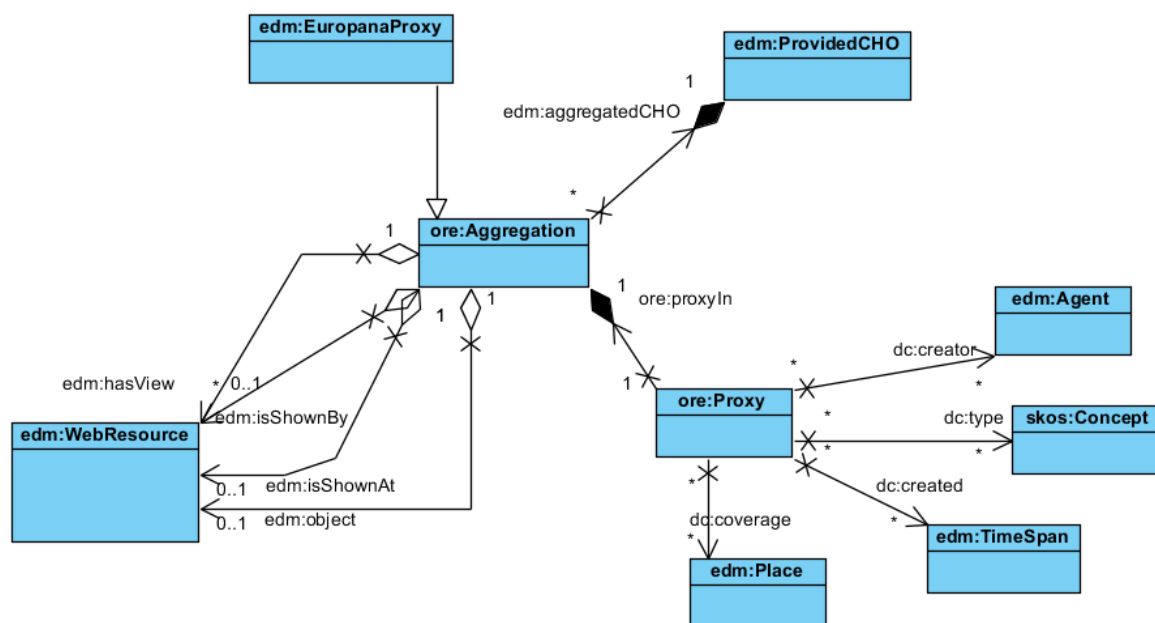 edm:EuropanaProxy
edm:ProvidedCHO
1
edm:aggregatedCHO
*
ore:Aggregation
1
1
1
1
ore:proxyIn
edm:Agent
dc:creator
*
*
edm:hasView
* 0..1
1
ore:Proxy
*
skos:Concept
dc:type
edm:isShownBy
edm:WebResource
*
*
edm:isShownAt
0..1
*
dc:created
edm:object
0..1
dc:coverage
*
edm:TimeSpan
*
edm:Place